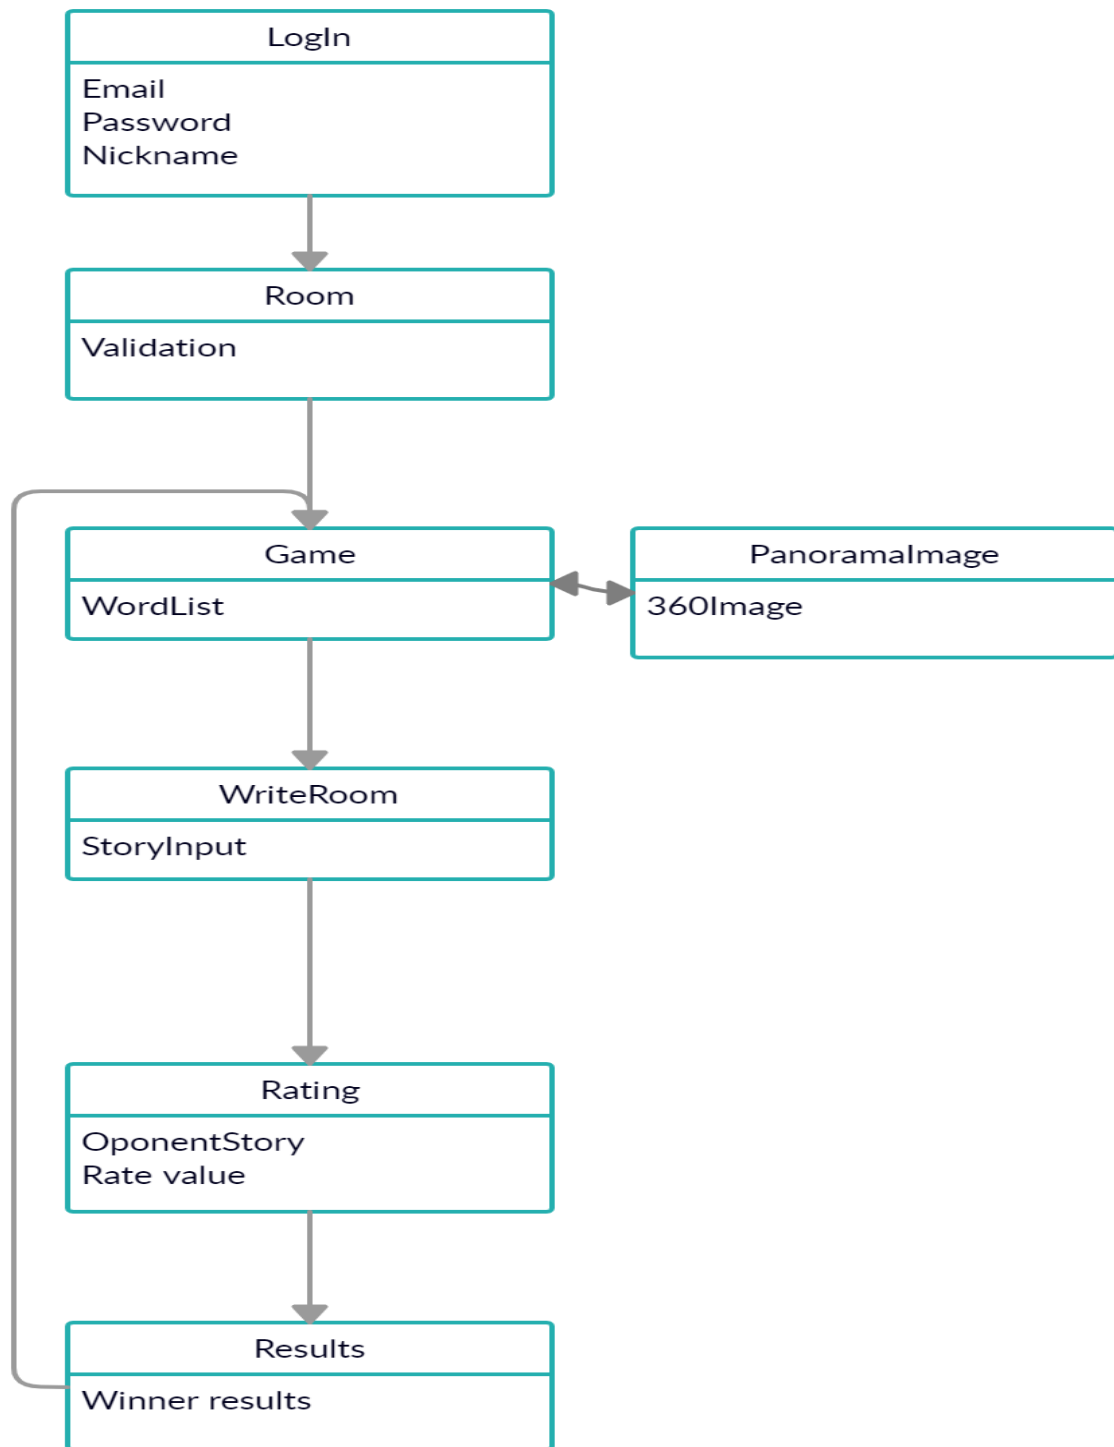 LogIn
Email
Password
Nickname
Room
Validation
Game
WordList
PanoramaImage
360Image
WriteRoom
StoryInput
Rating
OponentStory
Rate value
Results
Winner results